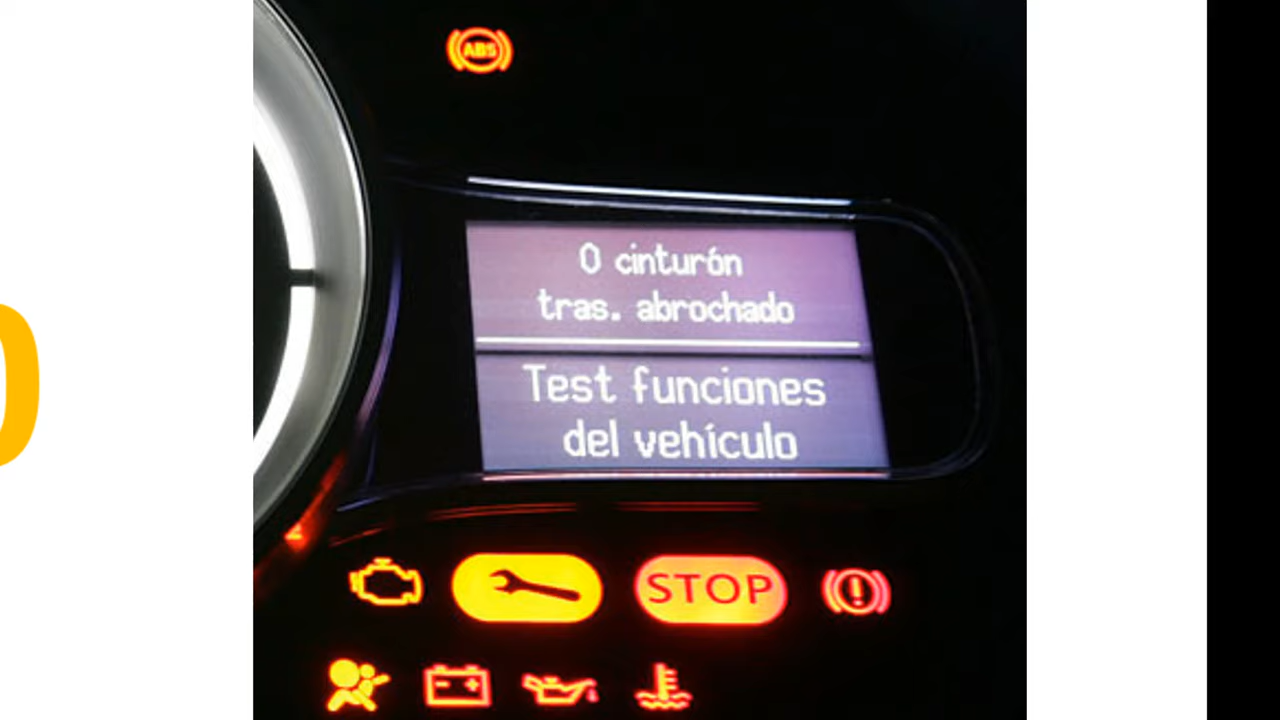 ABS
0 cinturón
tras. abrochado
Test funciones
del vehículo
STOP